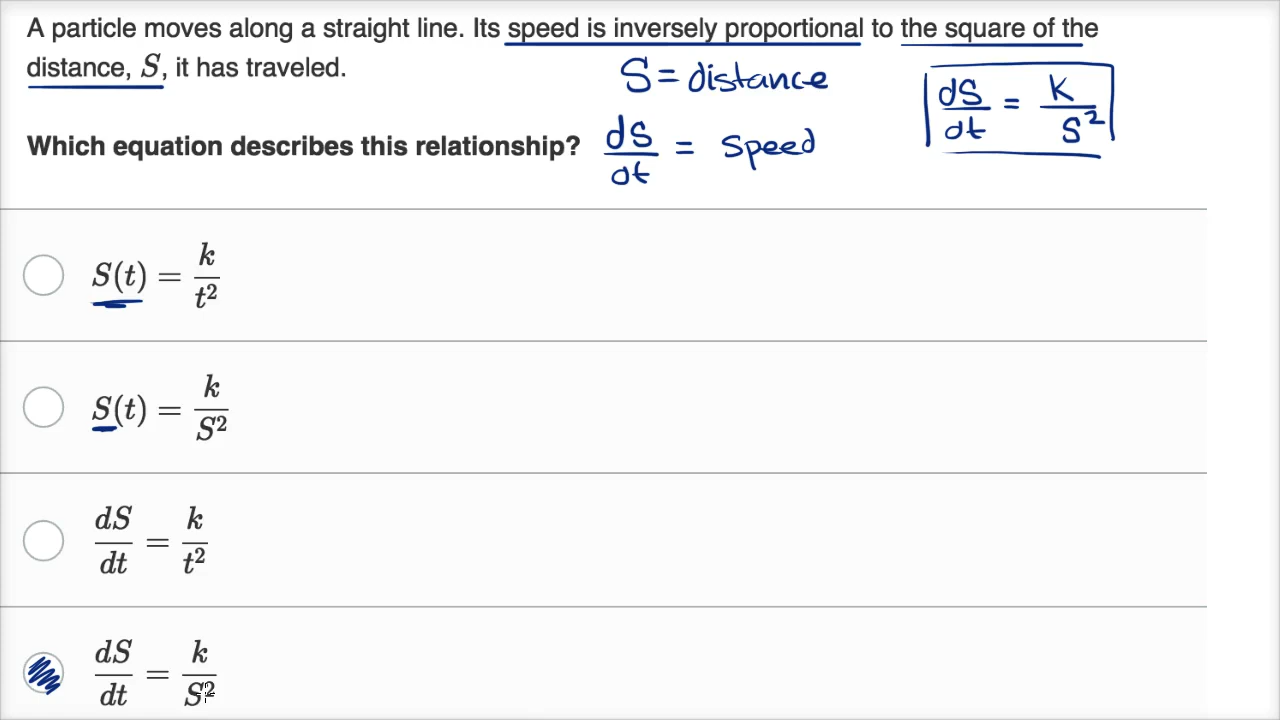 A particle moves along a straight line. Its speed is inversely proportional to the square of the
distance, S, it has traveled.
S = distance
dS/dt = k/S²
Which equation describes this relationship?
dS/dt = speed
S(t) = k/t²
S(t) = k/S²
dS/dt = k/t²
dS/dt = k/S²